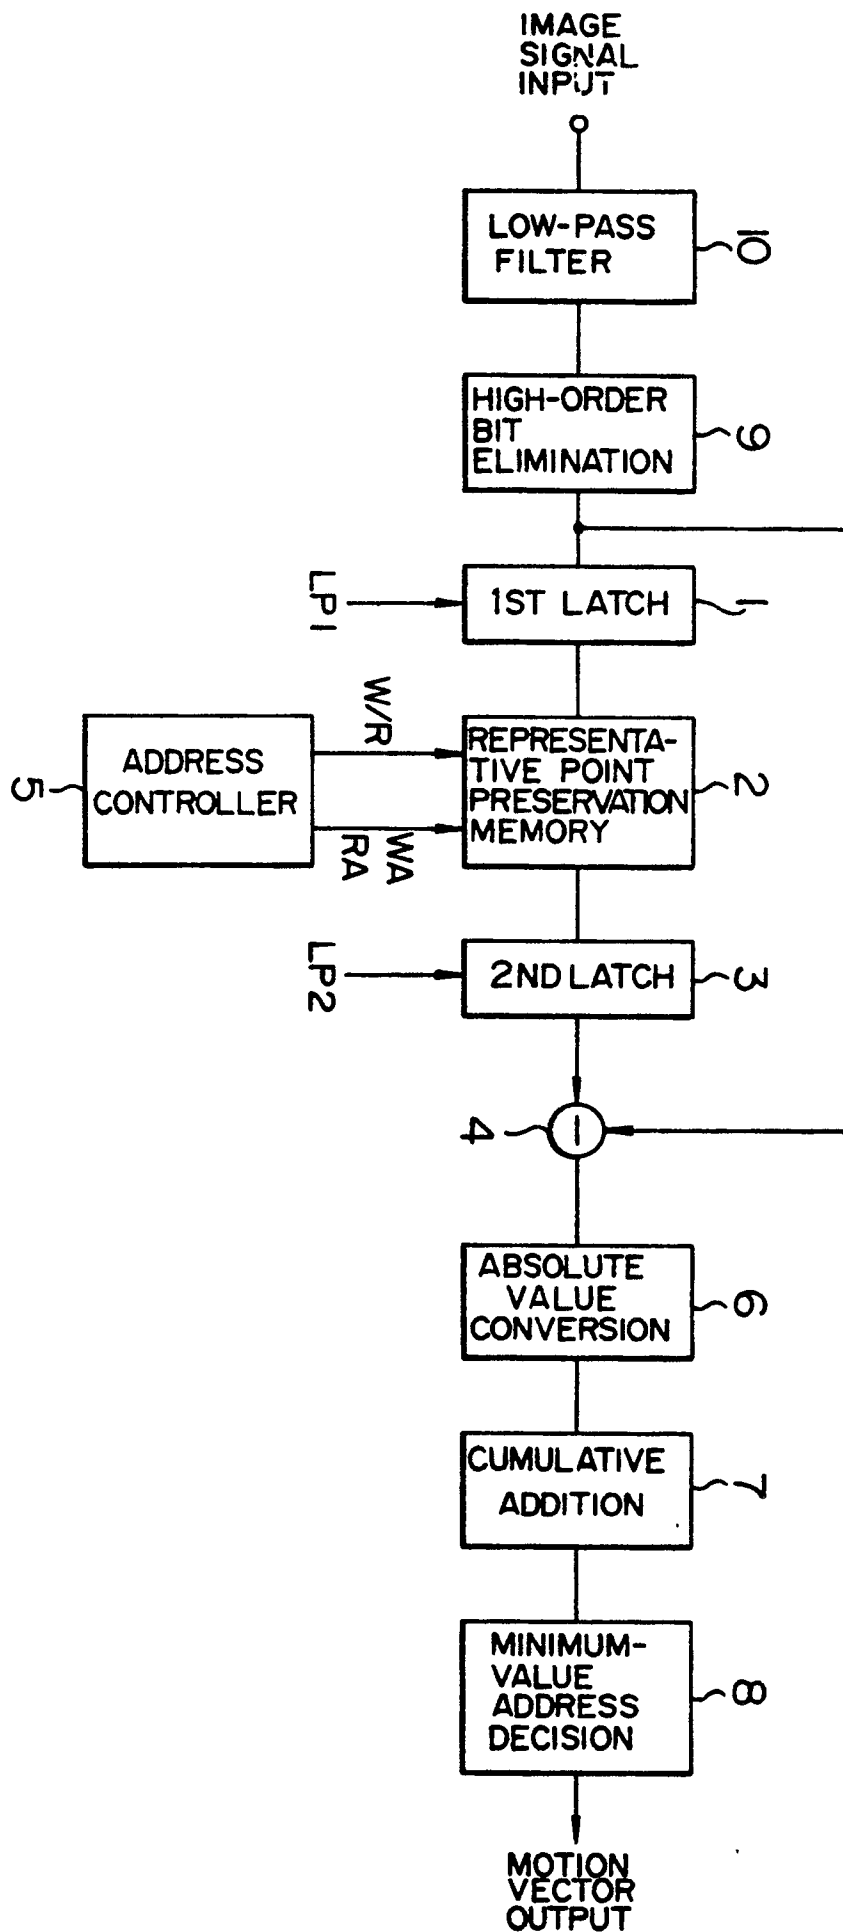 IMAGE
SIGNAL
INPUT
LOW-PASS
FILTER
10
HIGH-ORDER
BIT
ELIMINATION
9
LP1
1ST LATCH
1
5
ADDRESS
CONTROLLER
W/R
WA
RA
REPRESENTA-
TIVE POINT
PRESERVATION
MEMORY
2
LP2
2ND LATCH
3
4
ABSOLUTE
VALUE
CONVERSION
6
CUMULATIVE
ADDITION
7
MINIMUM-
VALUE
ADDRESS
DECISION
8
MOTION
VECTOR
OUTPUT